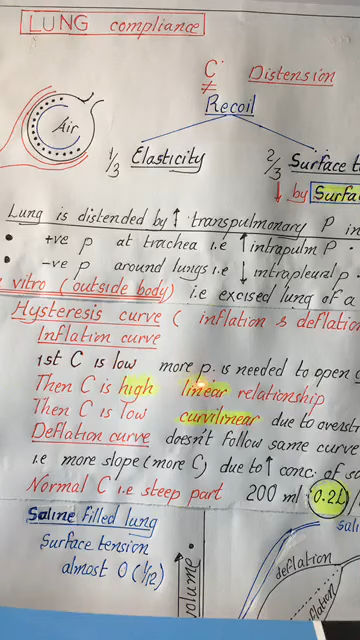 LUNG compliance
C
≠
Distension
Recoil
Air
1/3 Elasticity
2/3 Surface
↓ by Surfa
Lung is distended by ↑ transpulmonary P in
• +ve p at trachea i.e ↑ intrapulm P.
• -ve p around lungs i.e ↓ intrapleural p.
vitro (outside body) i.e excised lung of a
Hysteresis curve ( inflation & deflation
Inflation curve
1st C is low more p. is needed to open
Then C is high linear relationship
Then C is low curvilinear due to overstr
Deflation curve doesn't follow same curve
i.e more slope (more C) due to ↑ conc. of
Normal C i.e steep part 200 ml (0.2L)
Saline filled lung
Surface tension
almost 0 (1/12)
volume.
sali
deflation
flation